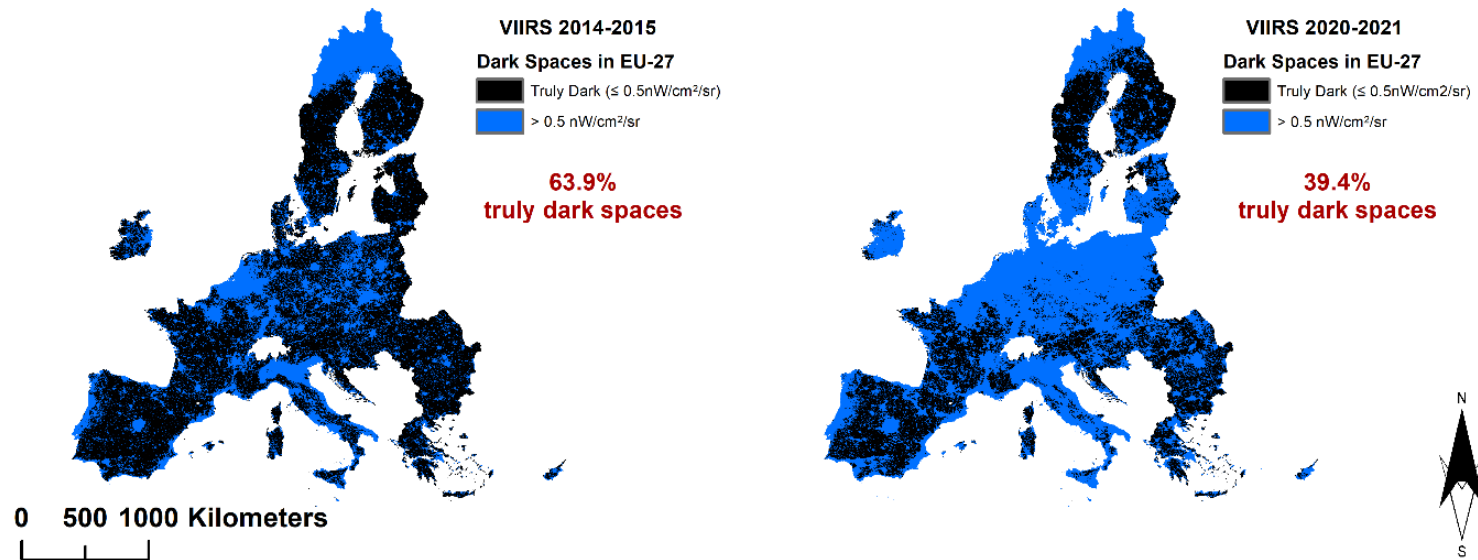 VIIRS 2014-2015
Dark Spaces in EU-27
Truly Dark (≤ 0.5nW/cm²/sr)
> 0.5 nW/cm²/sr
63.9%
truly dark spaces
VIIRS 2020-2021
Dark Spaces in EU-27
Truly Dark (≤ 0.5nW/cm2/sr)
> 0.5 nW/cm²/sr
39.4%
truly dark spaces
N
S
0 500 1000 Kilometers